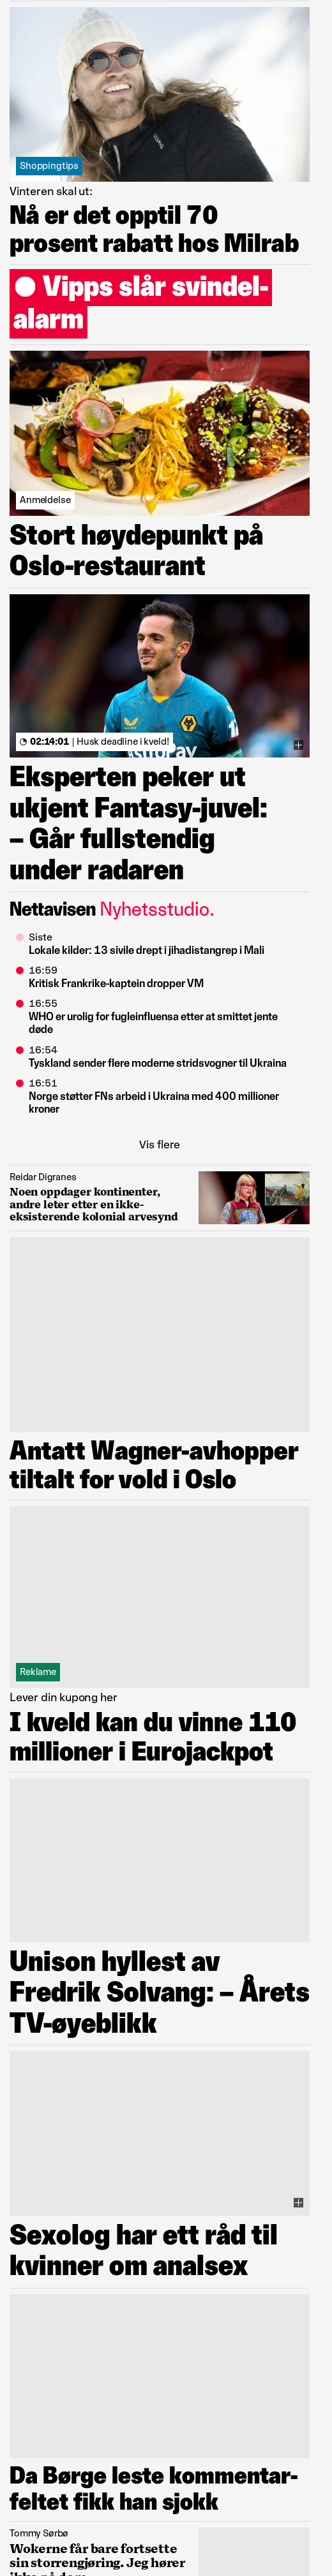 Shoppingtips
Vinteren skal ut:
Nå er det opptil 70
prosent rabatt hos Milrab
Vipps slår svindel-
alarm
Anmeldelse
Stort høydepunkt på
Oslo-restaurant
02:14:01 | Husk deadline i kveld!
Eksperten peker ut
ukjent Fantasy-juvel:
– Går fullstendig
under radaren
Nettavisen Nyhetsstudio.
Siste
Lokale kilder: 13 sivile drept i jihadistangrep i Mali
16:59
Kritisk Frankrike-kaptein dropper VM
16:55
WHO er urolig for fugleinfluensa etter at smittet jente
døde
16:54
Tyskland sender flere moderne stridsvogner til Ukraina
16:51
Norge støtter FNs arbeid i Ukraina med 400 millioner
kroner
Vis flere
Reidar Digranes
Noen oppdager kontinenter,
andre leter etter en ikke-
eksisterende kolonial arvesynd
Antatt Wagner-avhopper
tiltalt for vold i Oslo
Reklame
Lever din kupong her
I kveld kan du vinne 110
millioner i Eurojackpot
Unison hyllest av
Fredrik Solvang: – Årets
TV-øyeblikk
Sexolog har ett råd til
kvinner om analsex
Da Børge leste kommentar-
feltet fikk han sjokk
Tommy Sørbø
Wokerne får bare fortsette
sin storrengjøring. Jeg hører